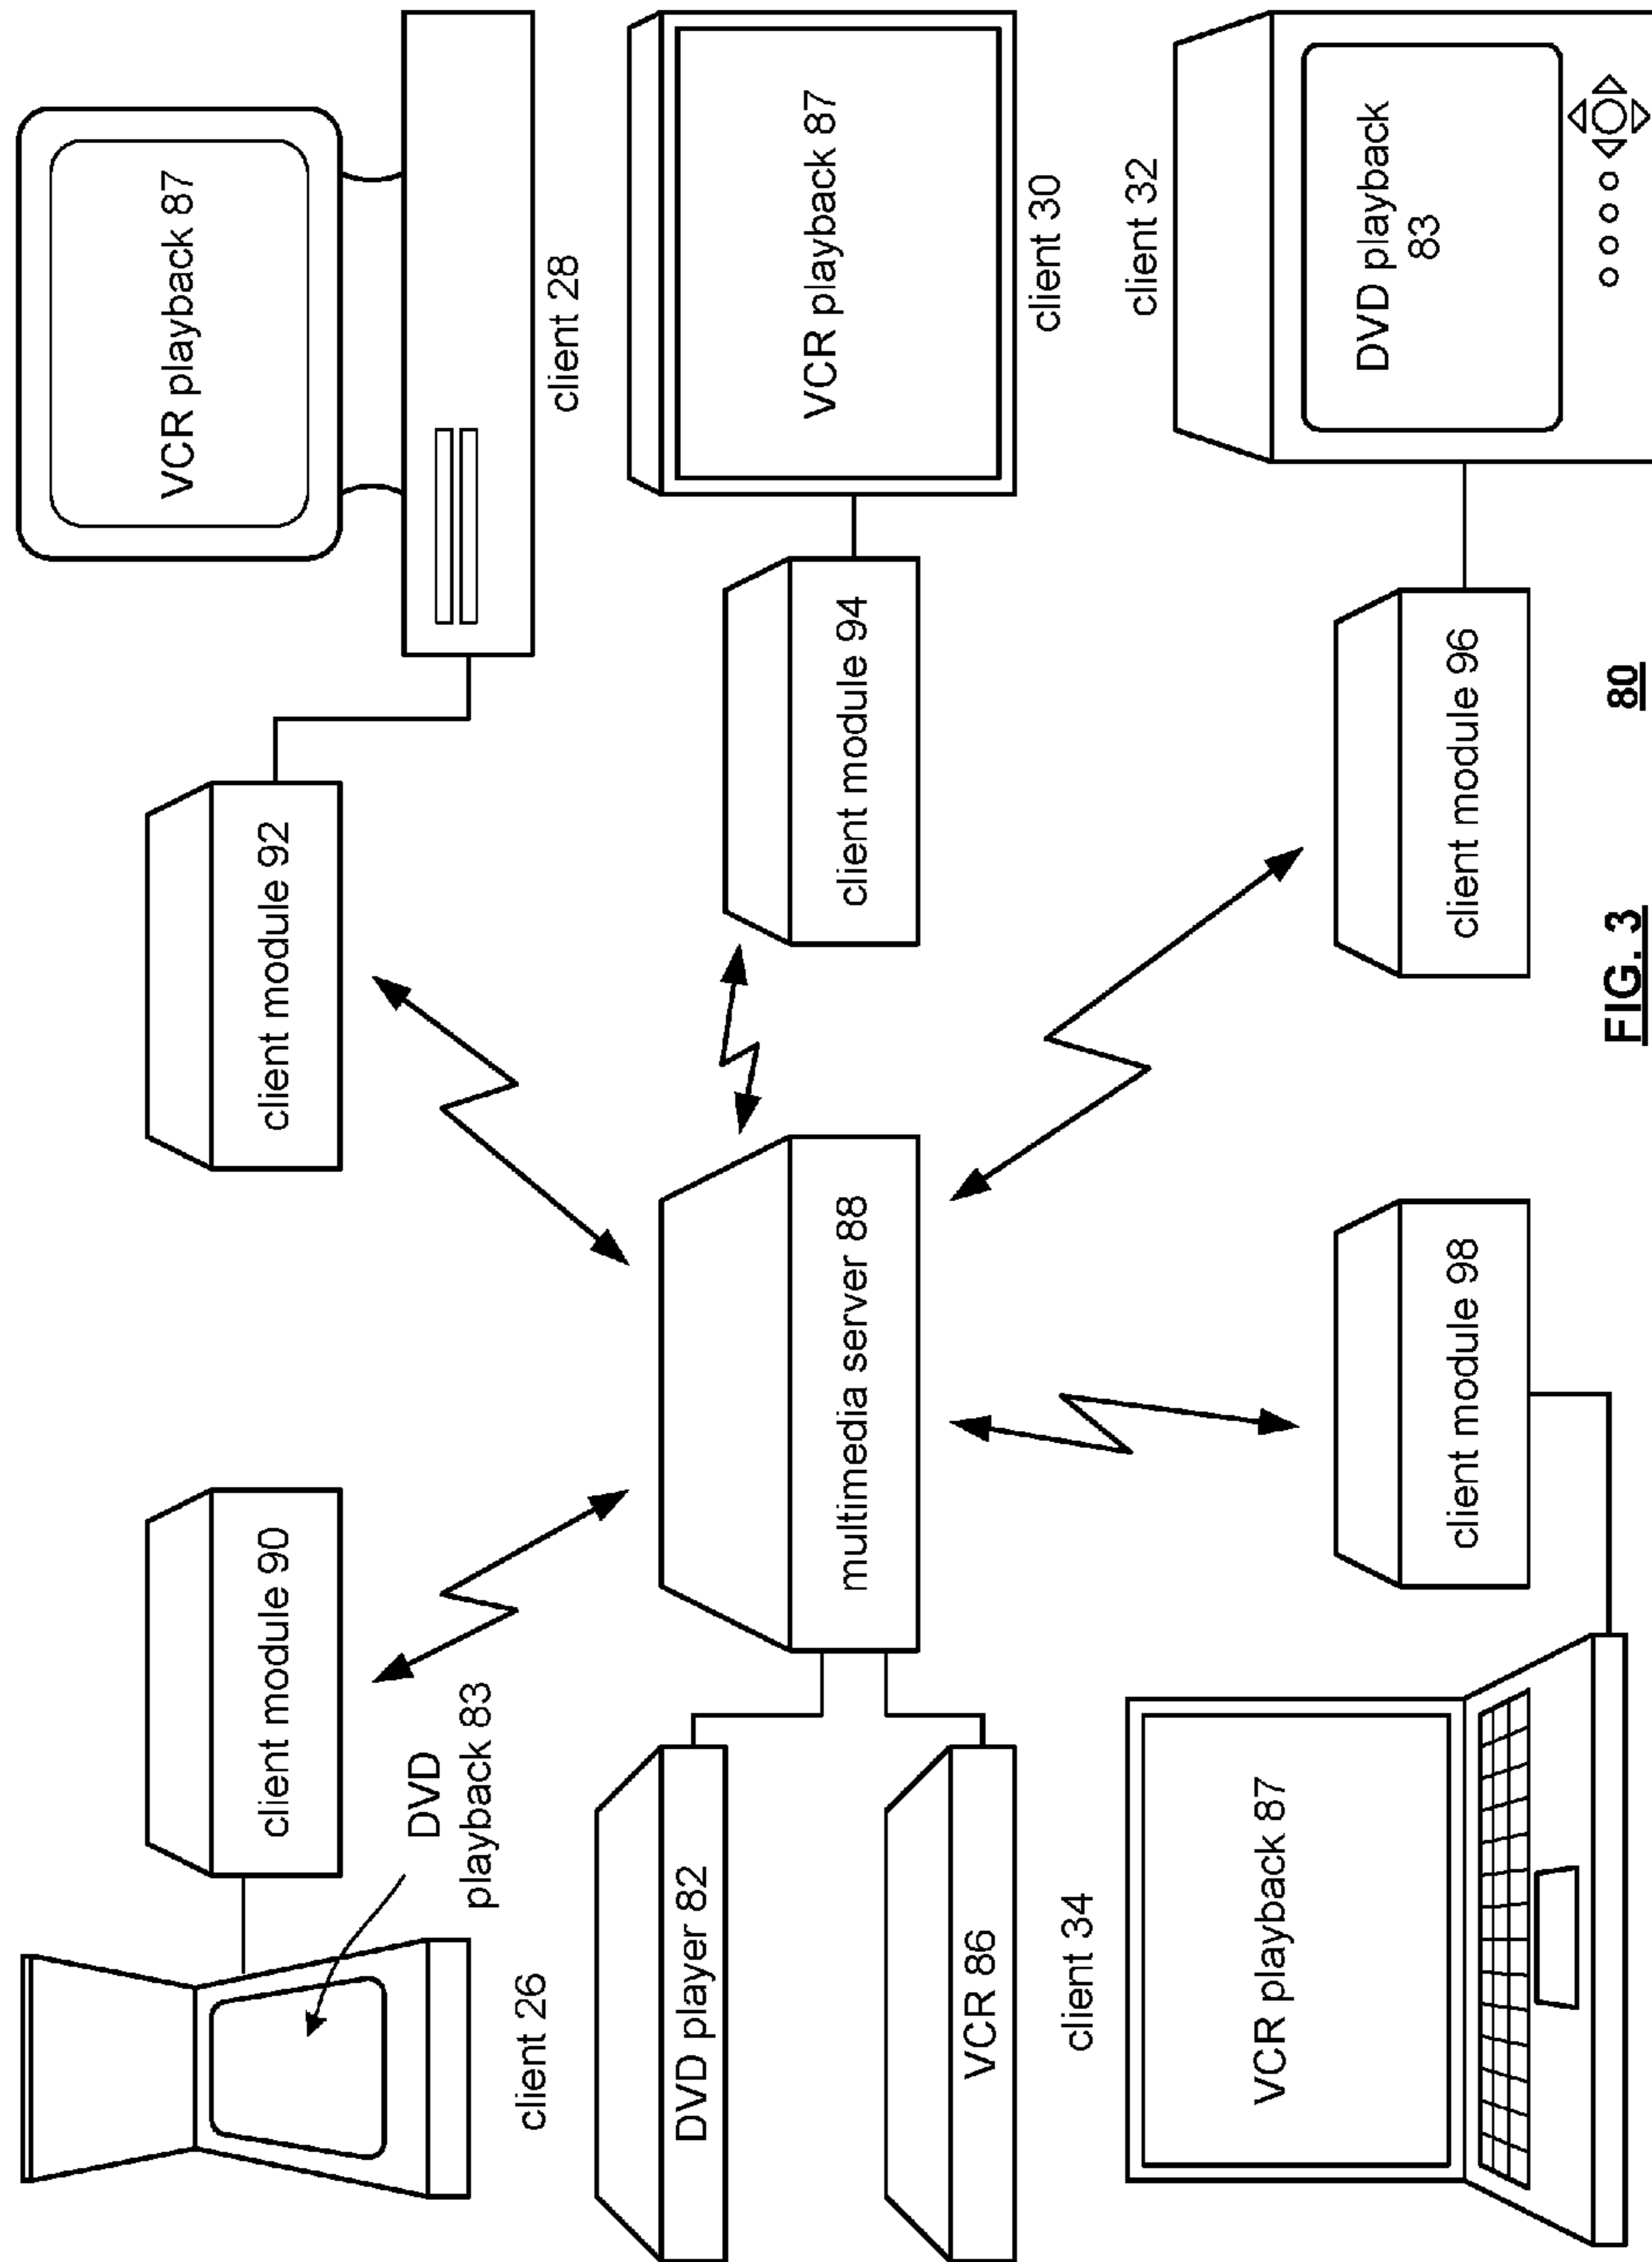 client module 90
DVD
playback 83
client 26
client module 92
VCR playback 87
client 28
DVD player 82
VCR 86
multimedia server 88
client module 94
VCR playback 87
client 30
client 34
VCR playback 87
client module 98
client module 96
client 32
DVD playback
83
FIG. 3
80